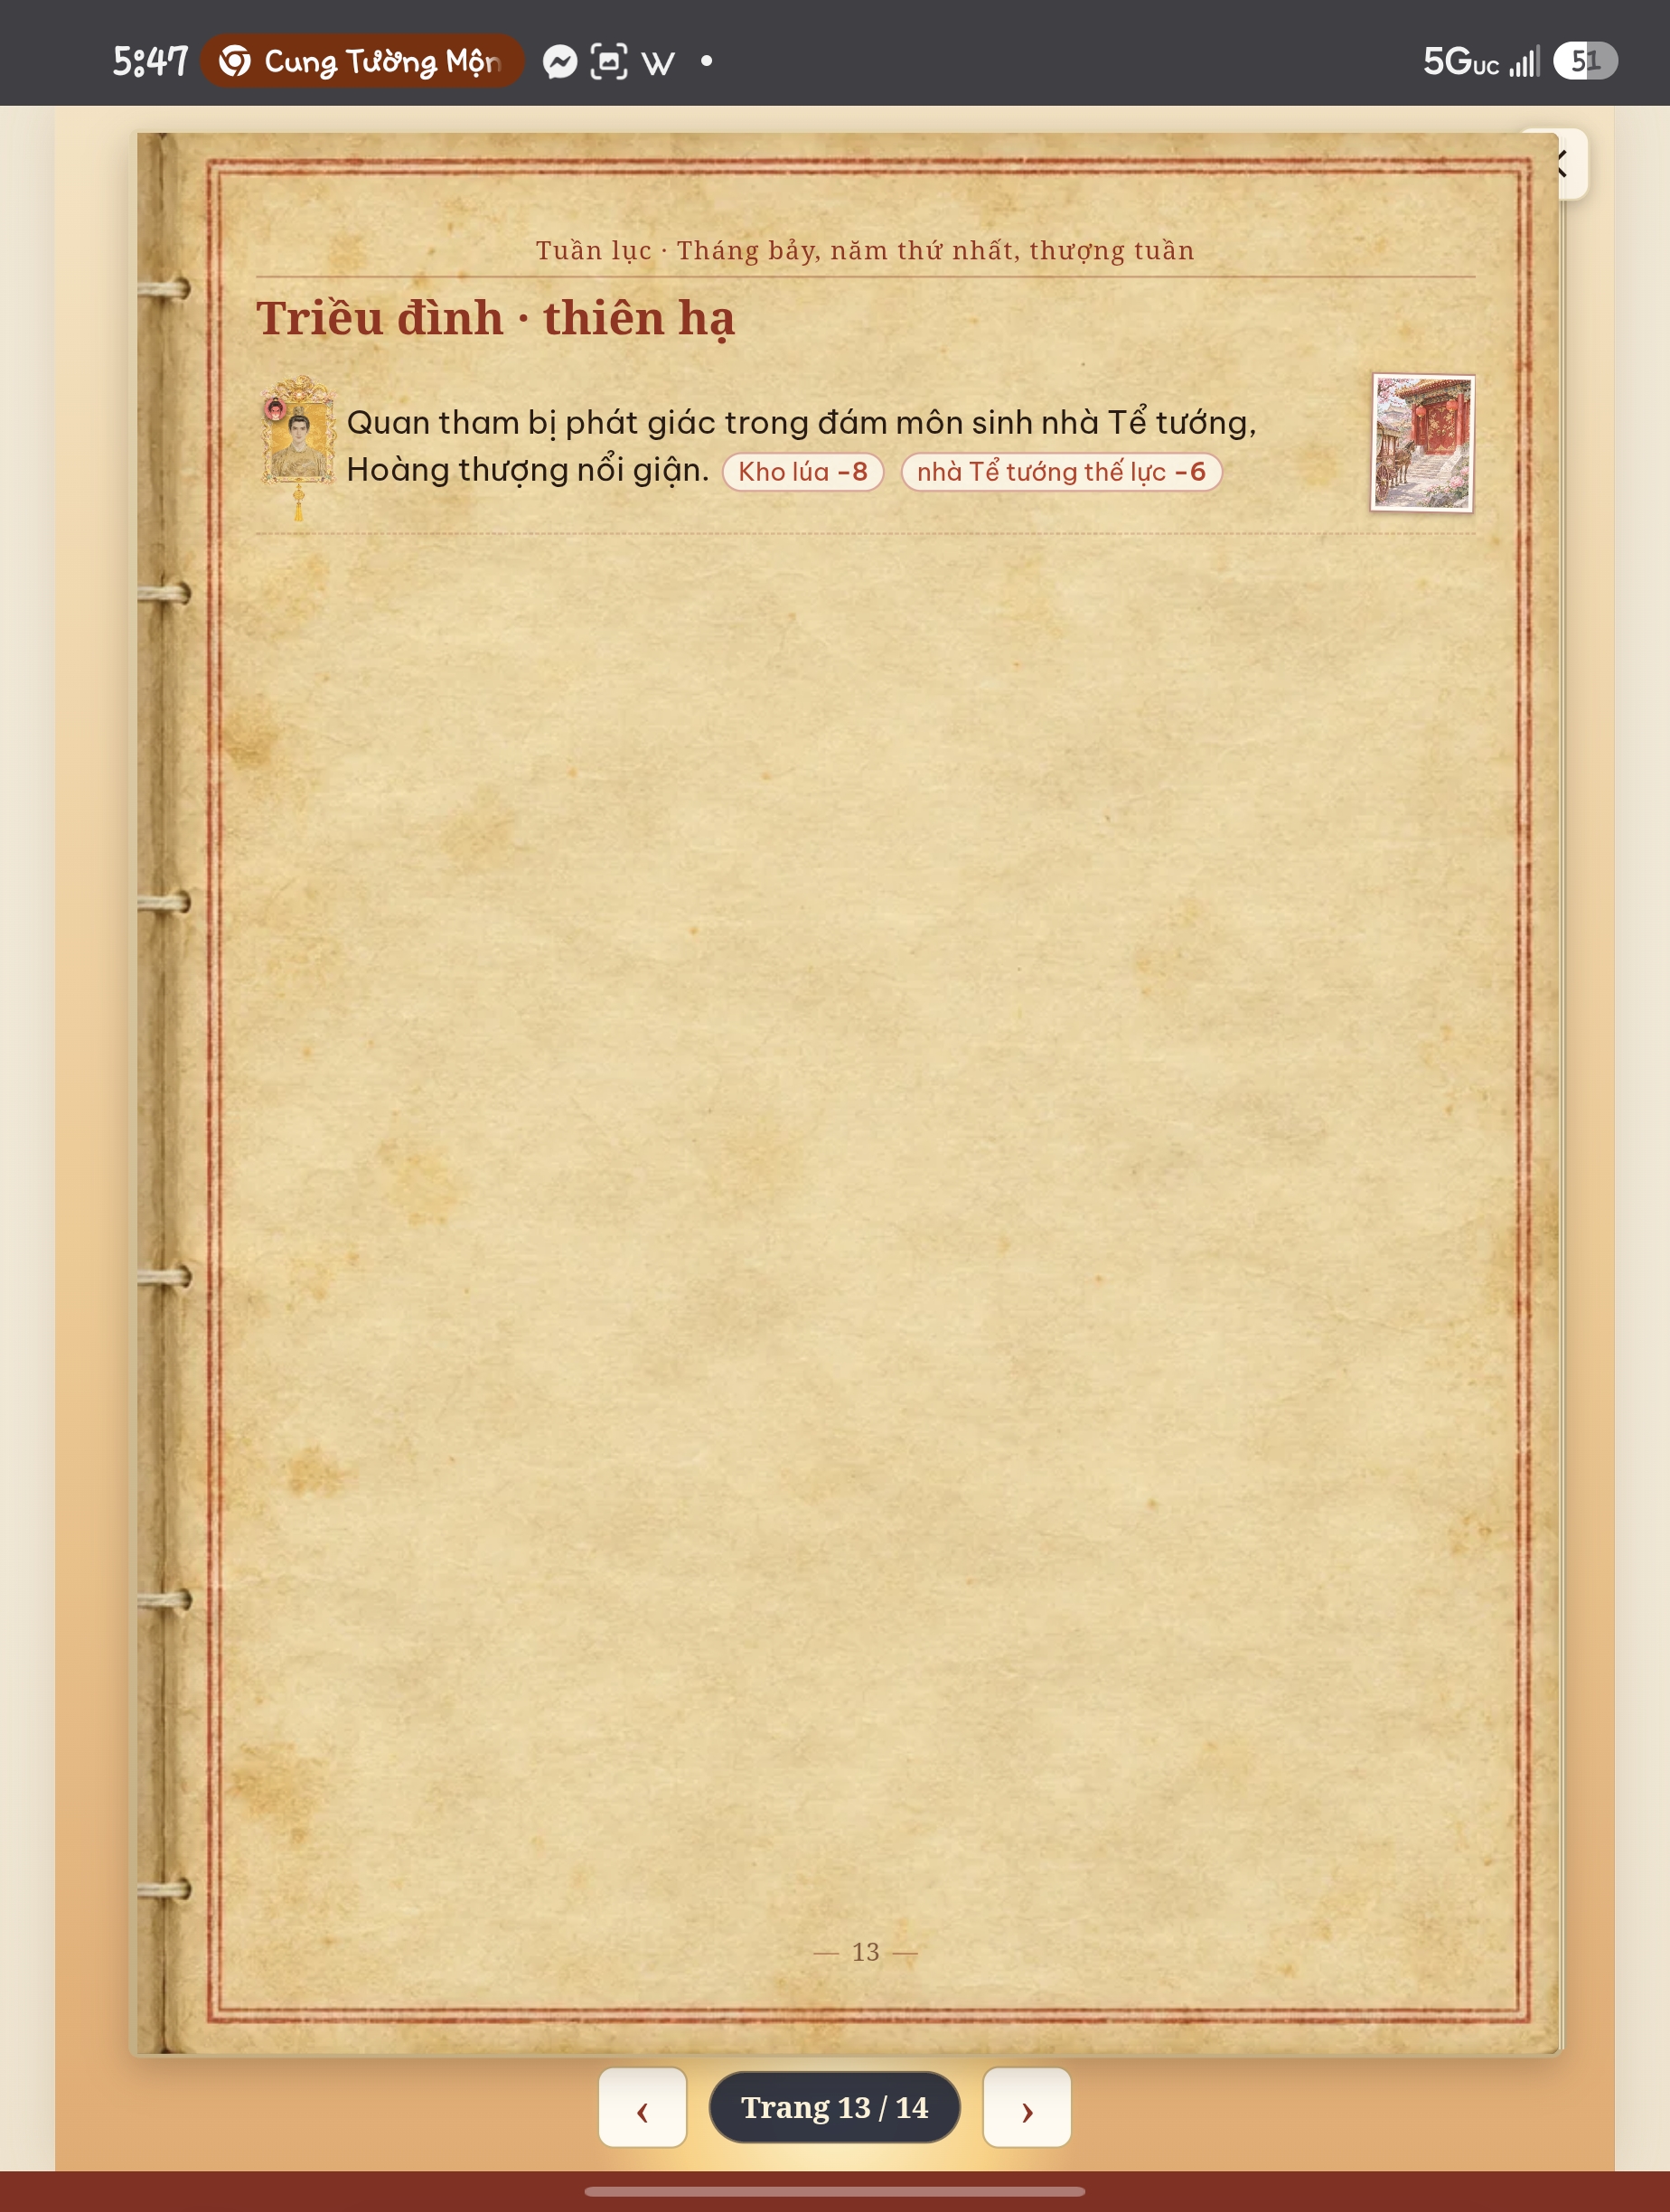 5:47 Cung Tường Môn W 5GUC 51
Tuần lục · Tháng bảy, năm thứ nhất, thượng tuần
Triều đình · thiên hạ
Quan tham bị phát giác trong đám môn sinh nhà Tể tướng,
Hoàng thượng nổi giận. Kho lúa -8 nhà Tể tướng thế lực -6
— 13 —
‹ Trang 13 / 14 ›